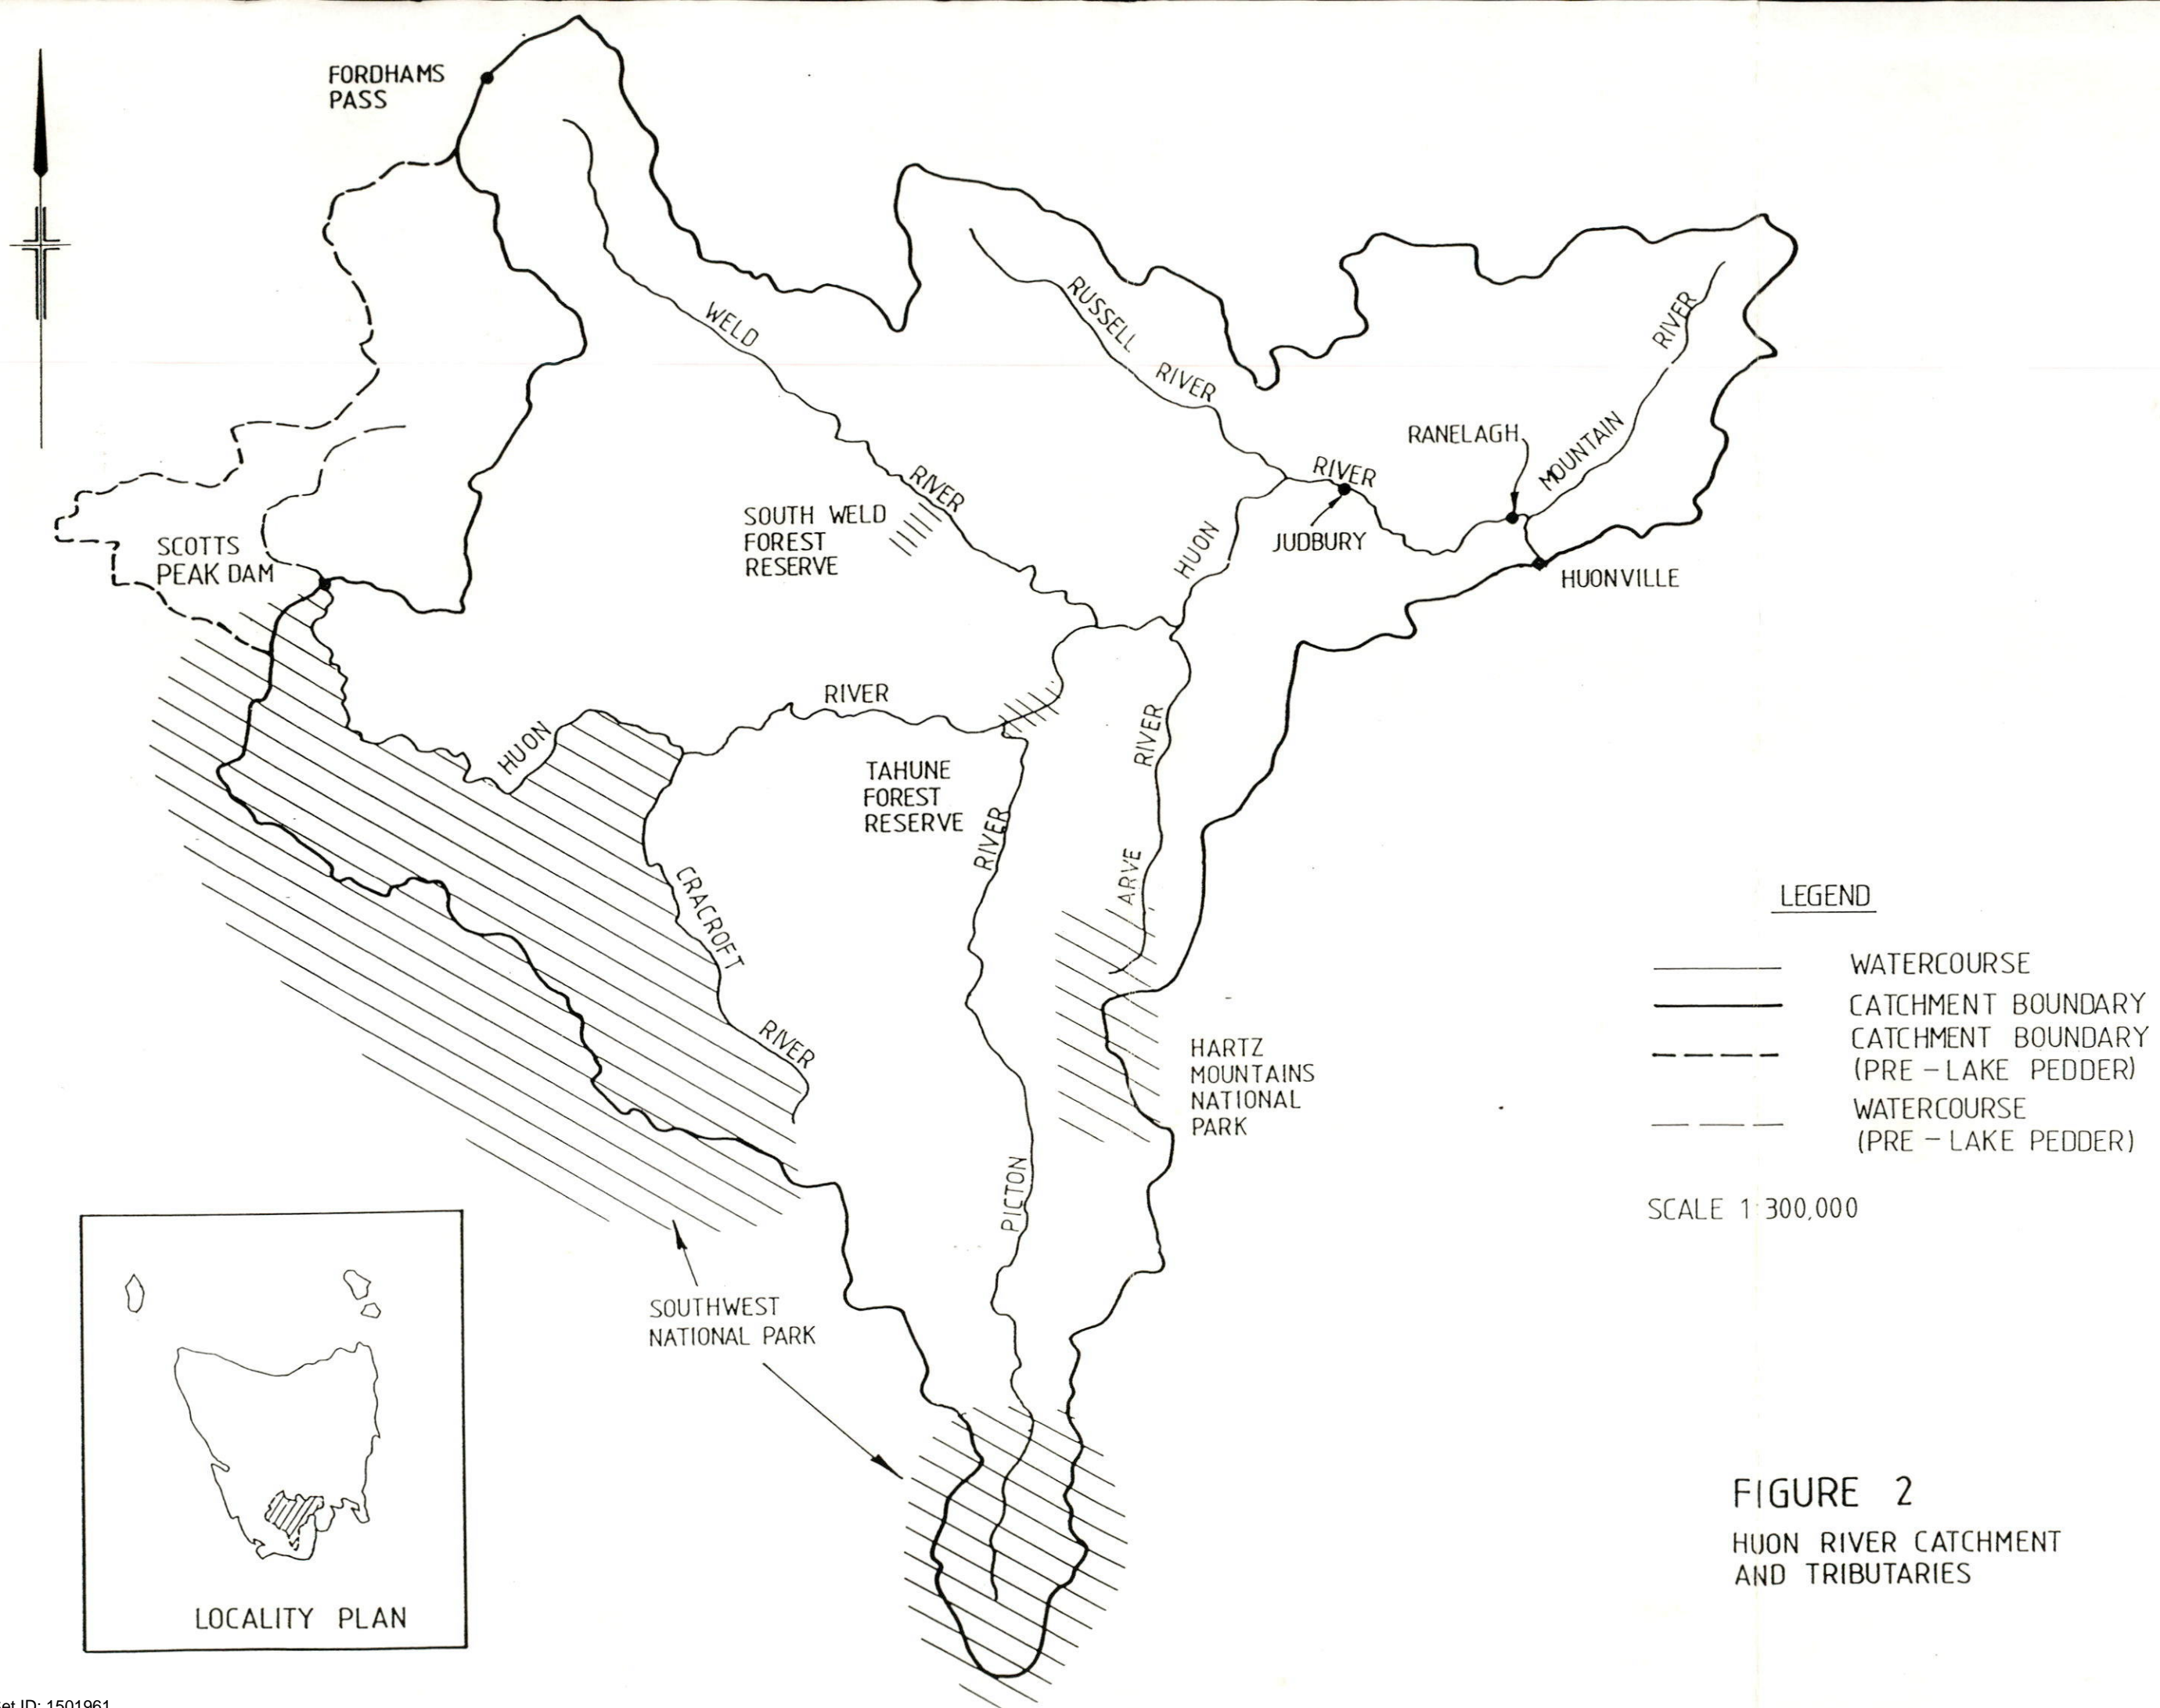 FORDHAMS
PASS
WELD
RIVER
RUSSELL
RIVER
RIVER
RANELAGH
MOUNTAIN
RIVER
SCOTTS
PEAK DAM
SOUTH WELD
FOREST
RESERVE
HUON
JUDBURY
HUONVILLE
HUON
RIVER
TAHUNE
FOREST
RESERVE
RIVER
PICTON
RIVER
ARVE
CRACROFT
RIVER
HARTZ
MOUNTAINS
NATIONAL
PARK
SOUTHWEST
NATIONAL PARK
LEGEND
WATERCOURSE
CATCHMENT BOUNDARY
CATCHMENT BOUNDARY
(PRE - LAKE PEDDER)
WATERCOURSE
(PRE - LAKE PEDDER)
SCALE 1:300,000
LOCALITY PLAN
FIGURE 2
HUON RIVER CATCHMENT
AND TRIBUTARIES
ID: 1501961